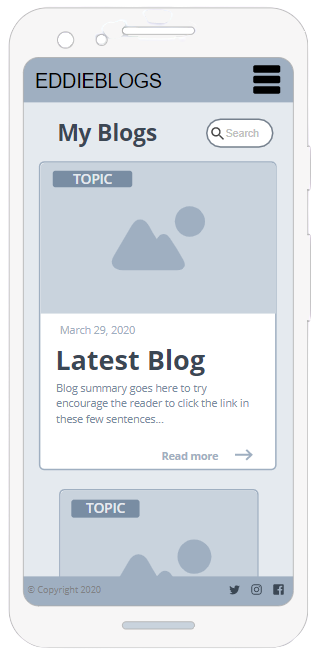 EDDIEBLOGS
My Blogs
Search
TOPIC
March 29, 2020
Latest Blog
Blog summary goes here to try
encourage the reader to click the link in
these few sentences...
Read more
TOPIC
© Copyright 2020